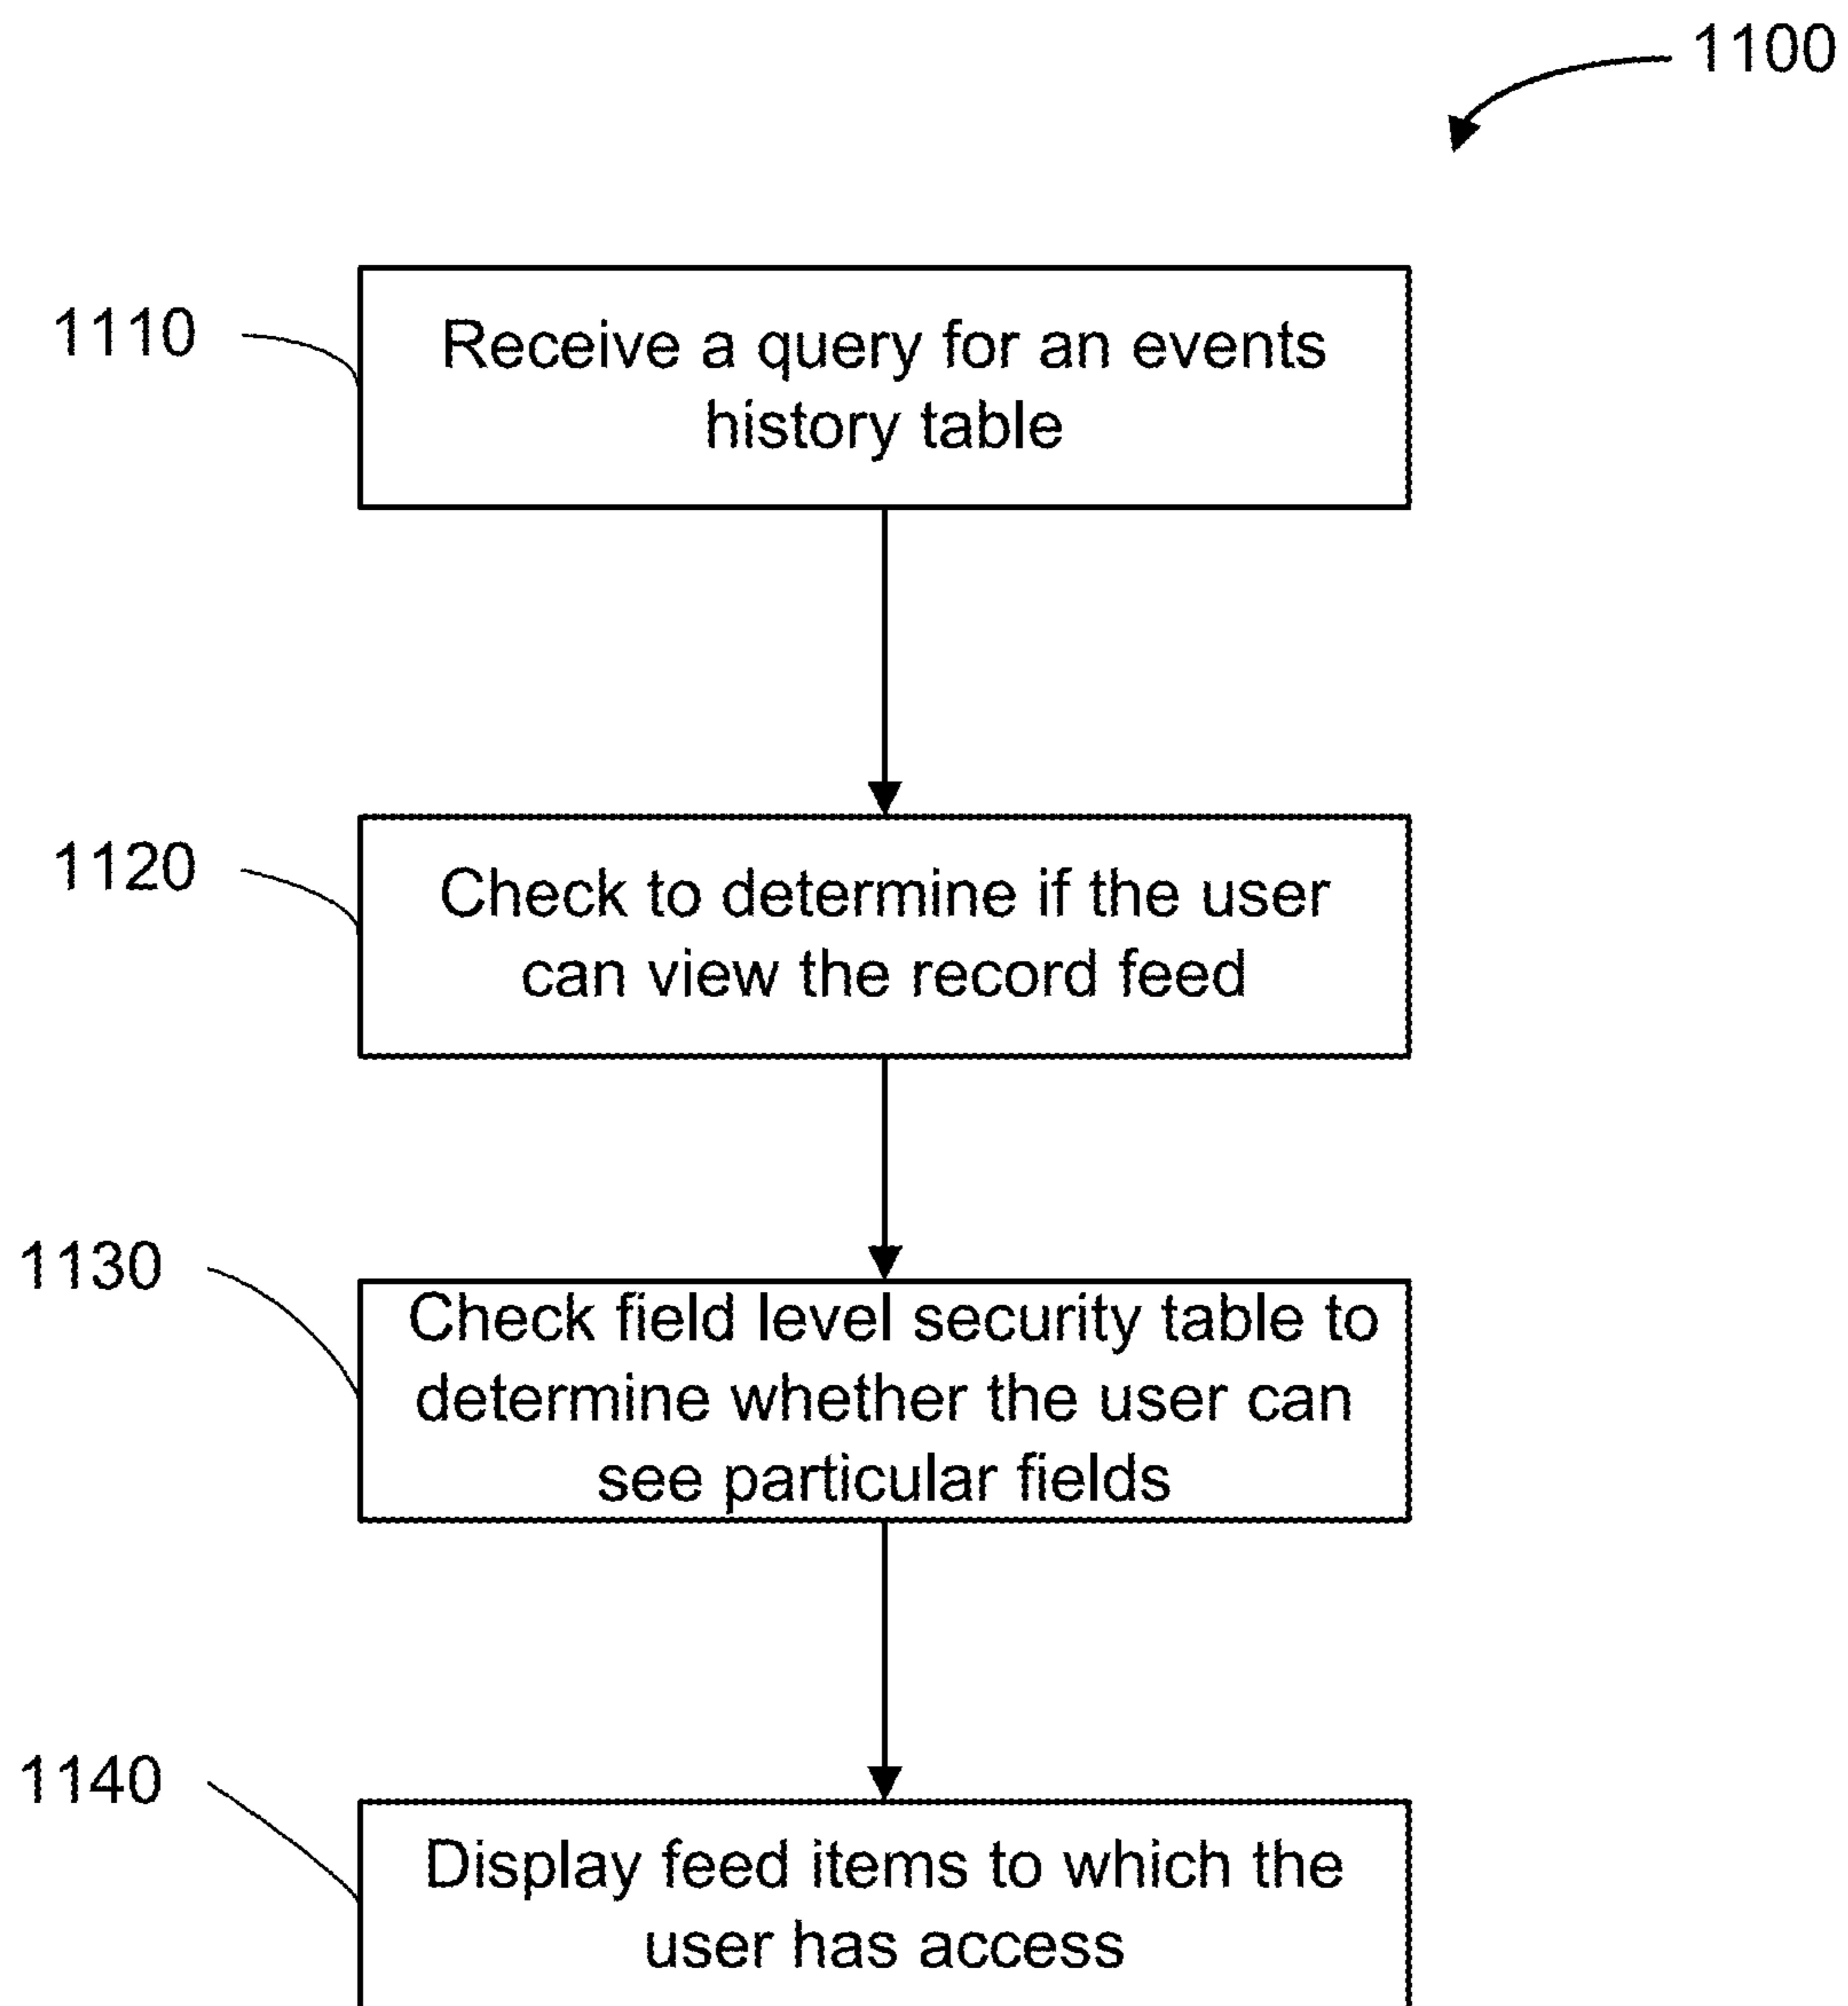 1100
1110
Receive a query for an events
history table
1120
Check to determine if the user
can view the record feed
1130
Check field level security table to
determine whether the user can
see particular fields
1140
Display feed items to which the
user has access